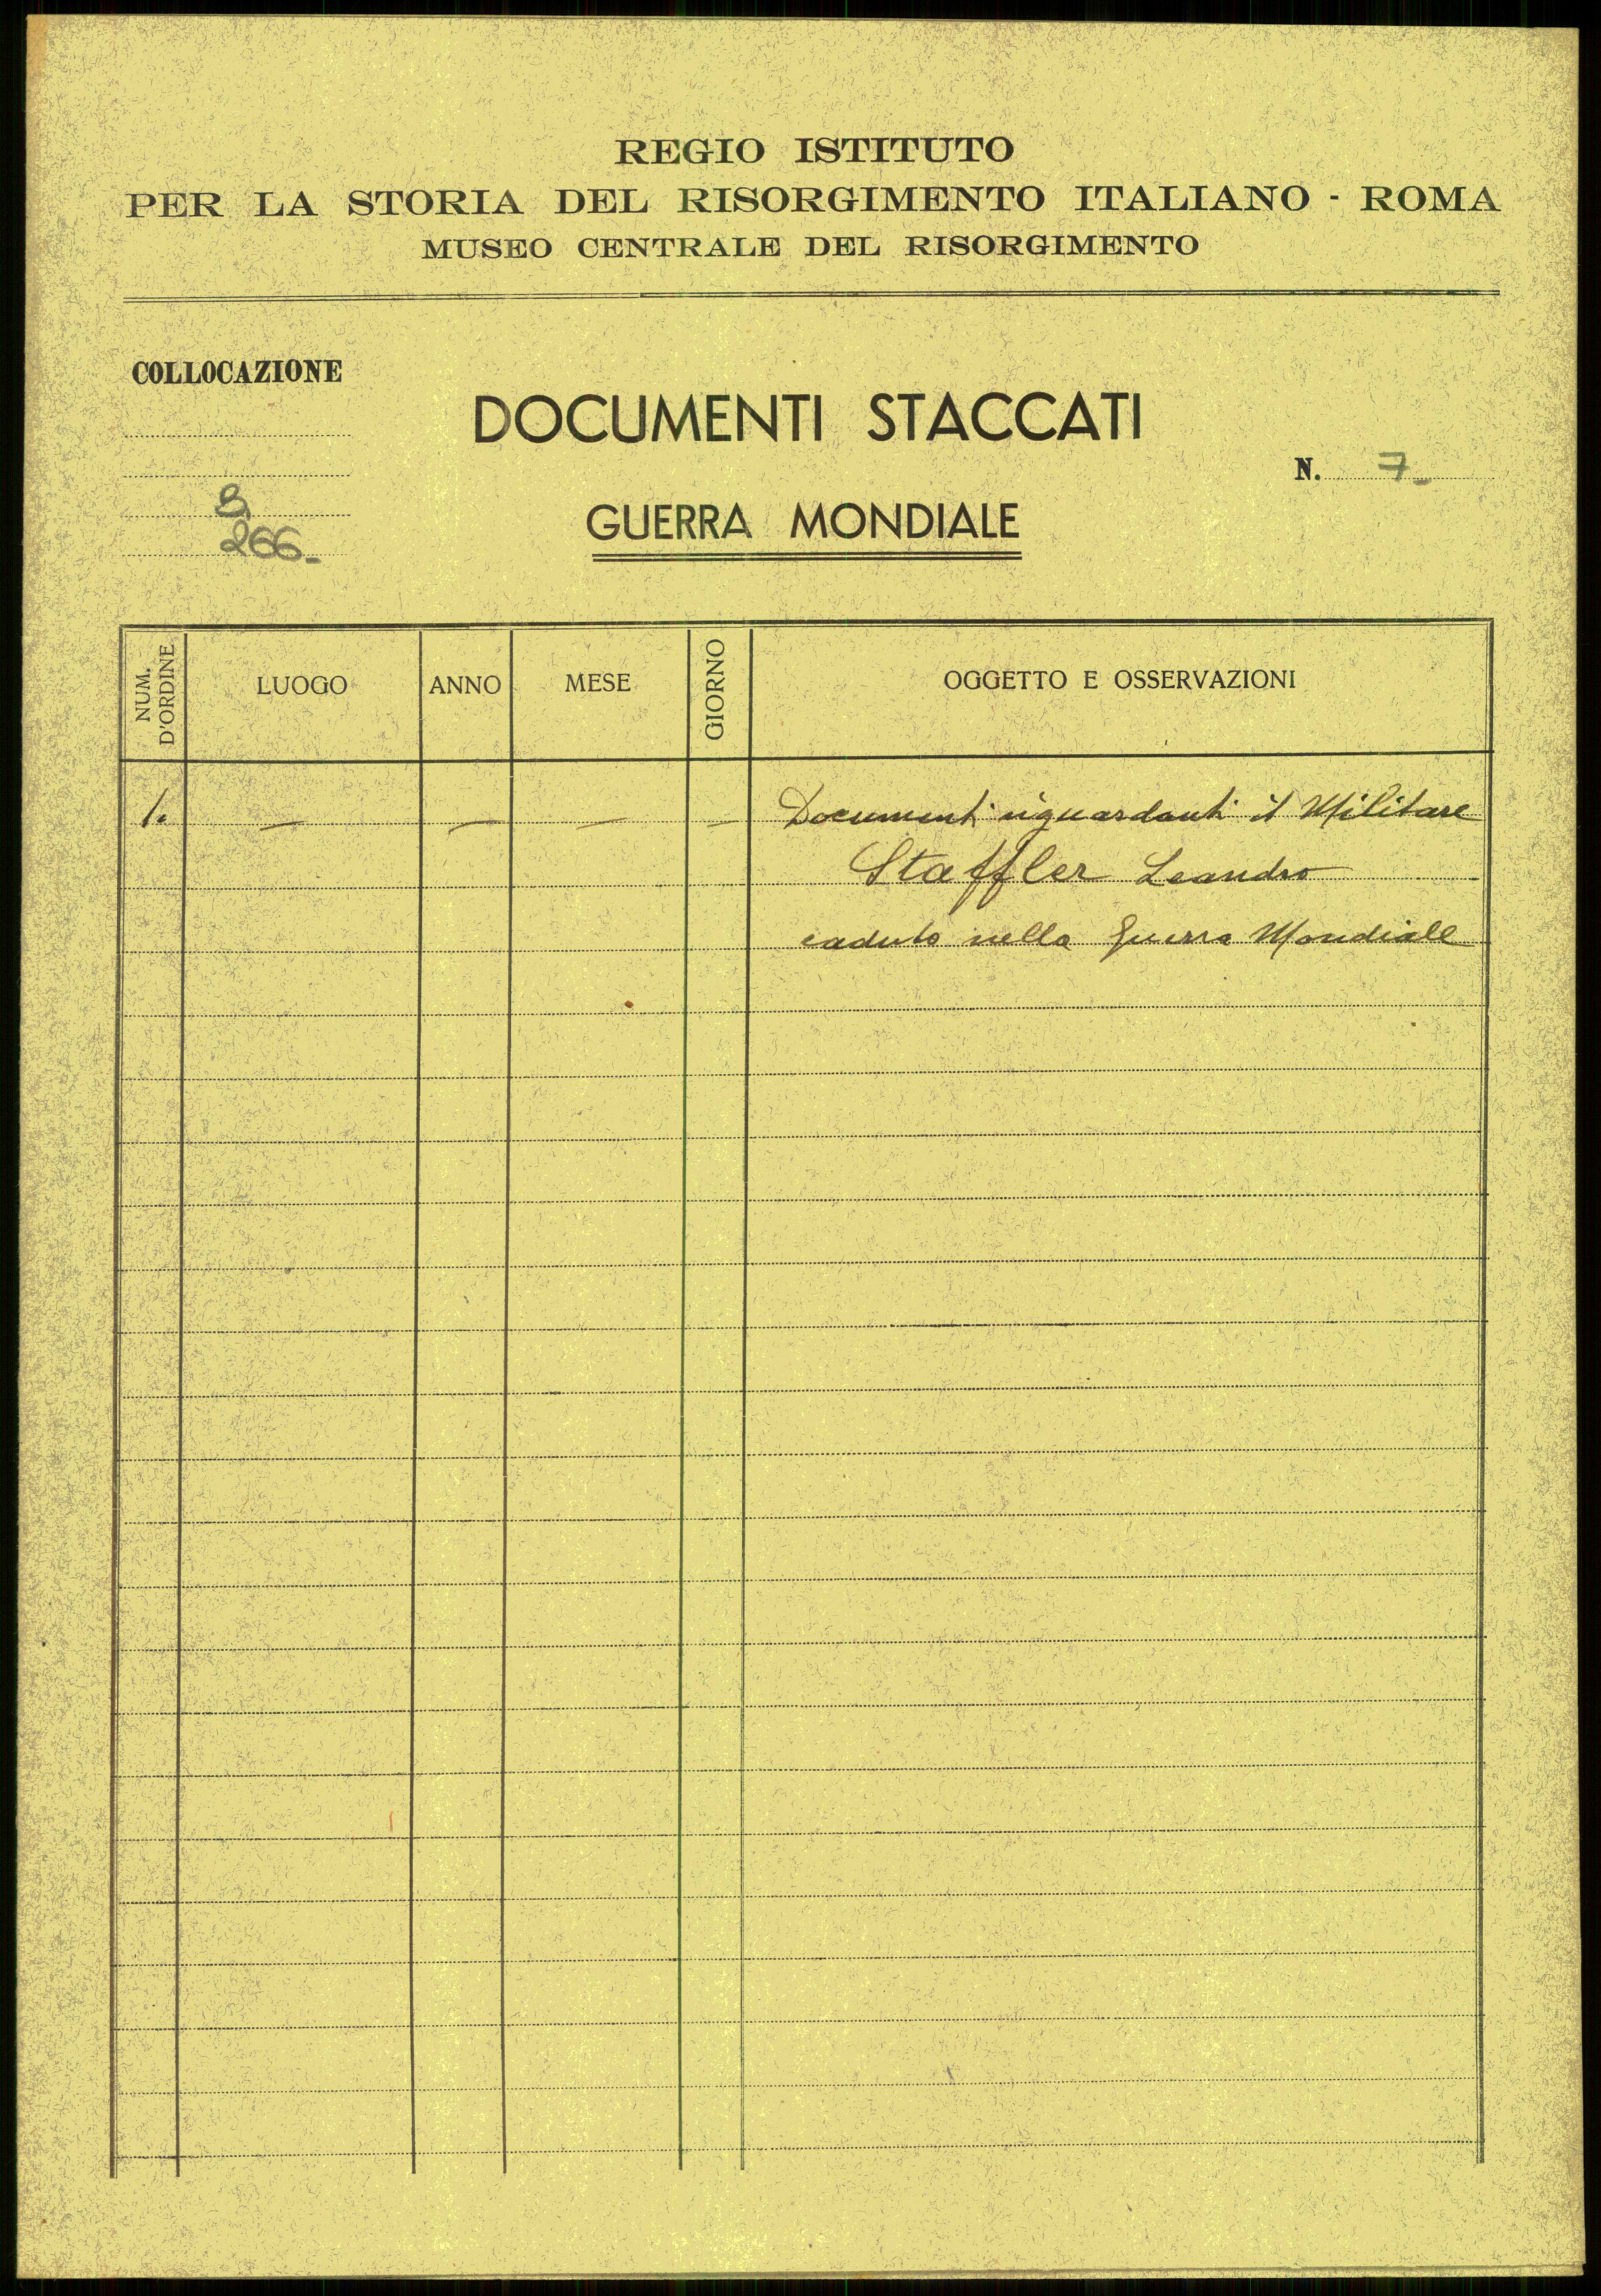 REGIO ISTITUTO
PER LA STORIA DEL RISORGIMENTO ITALIANO - ROMA
MUSEO CENTRALE DEL RISORGIMENTO
COLLOCAZIONE
DOCUMENTI STACCATI
N. 7
B.
266
GUERRA MONDIALE
NUM. D'ORDINE LUOGO ANNO MESE GIORNO OGGETTO E OSSERVAZIONI
1. — — — — Documenti riguardanti il Militare
Staffler Leandro
caduto nella Guerra Mondiale